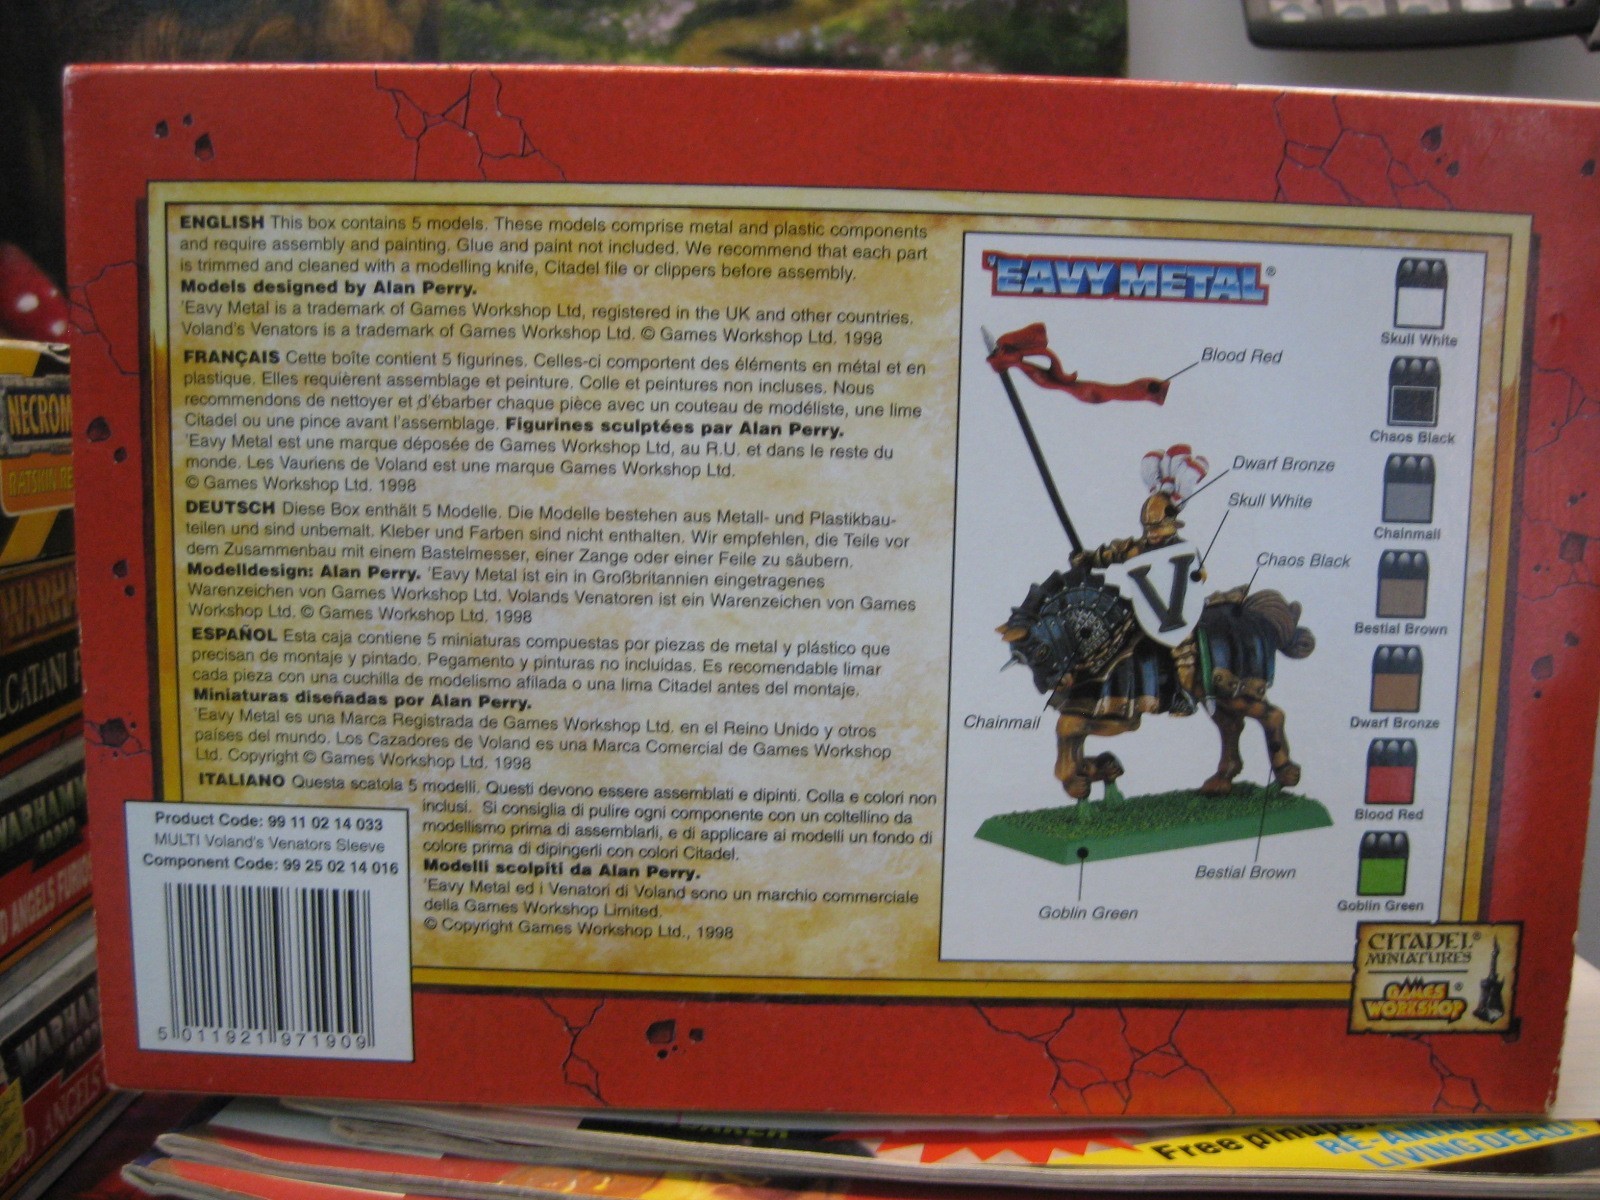 ENGLISH This box contains 5 models. These models comprise metal and plastic components
and require assembly and painting. Glue and paint not included. We recommend that each part
is trimmed and cleaned with a modelling knife, Citadel file or clippers before assembly.
Models designed by Alan Perry.
'Eavy Metal is a trademark of Games Workshop Ltd, registered in the UK and other countries.
Voland's Venators is a trademark of Games Workshop Ltd. © Games Workshop Ltd. 1998
FRANÇAIS Cette boîte contient 5 figurines. Celles-ci comportent des éléments en métal et en
plastique. Elles requièrent assemblage et peinture. Colle et peintures non incluses. Nous
recommendons de nettoyer et d'ébarber chaque pièce avec un couteau de modéliste, une lime
Citadel ou une pince avant l'assemblage. Figurines sculptées par Alan Perry.
'Eavy Metal est une marque déposée de Games Workshop Ltd, au R.U. et dans le reste du
monde. Les Vauriens de Voland est une marque Games Workshop Ltd.
© Games Workshop Ltd. 1998
DEUTSCH Diese Box enthält 5 Modelle. Die Modelle bestehen aus Metall- und Plastikbau-
teilen und sind unbemalt. Kleber und Farben sind nicht enthalten. Wir empfehlen, die Teile vor
dem Zusammenbau mit einem Bastelmesser, einer Zange oder einer Feile zu säubern.
Modelldesign: Alan Perry. 'Eavy Metal ist ein in Großbritannien eingetragenes
Warenzeichen von Games Workshop Ltd. Volands Venatoren ist ein Warenzeichen von Games
Workshop Ltd. © Games Workshop Ltd. 1998
ESPAÑOL Esta caja contiene 5 miniaturas compuestas por piezas de metal y plástico que
precisan de montaje y pintado. Pegamento y pinturas no incluidas. Es recomendable limar
cada pieza con una cuchilla de modelismo afilada o una lima Citadel antes del montaje.
Miniaturas diseñadas por Alan Perry.
'Eavy Metal es una Marca Registrada de Games Workshop Ltd. en el Reino Unido y otros
países del mundo. Los Cazadores de Voland es una Marca Comercial de Games Workshop
Ltd. Copyright © Games Workshop Ltd. 1998
ITALIANO Questa scatola 5 modelli. Questi devono essere assemblati e dipinti. Colla e colori non
inclusi. Si consiglia di pulire ogni componente con un coltellino da
modellismo prima di assemblarli, e di applicare ai modelli un fondo di
colore prima di dipingerli con colori Citadel.
Modelli scolpiti da Alan Perry.
'Eavy Metal ed i Venatori di Voland sono un marchio commerciale
della Games Workshop Limited.
© Copyright Games Workshop Ltd., 1998
Product Code: 99 11 02 14 033
MULTI Voland's Venators Sleeve
Component Code: 99 25 02 14 016
5 011921 971909
'EAVY METAL®
Blood Red
Dwarf Bronze
Skull White
Chaos Black
V
Chainmail
Bestial Brown
Goblin Green
Skull White
Chaos Black
Chainmail
Bestial Brown
Dwarf Bronze
Blood Red
Goblin Green
CITADEL®
MINIATURES
GAMES
WORKSHOP®
NECROM
RATSKIN RE
WARHA
LCATANI F
WARHAMM
D ANGELS FURIOS
WARHA
ANGELS
Free pinups
RE-ANIMA
LIVING DEAD!